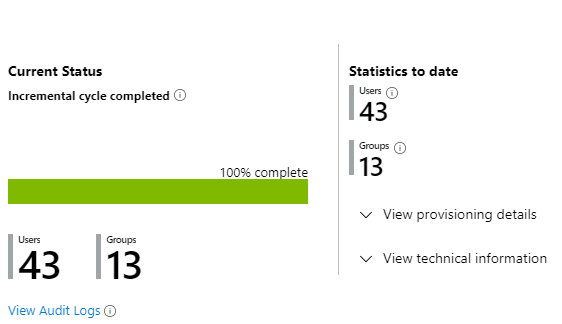 Current Status
Incremental cycle completed
100% complete
Users
43
Groups
13
View Audit Logs
Statistics to date
Users
43
Groups
13
View provisioning details
View technical information